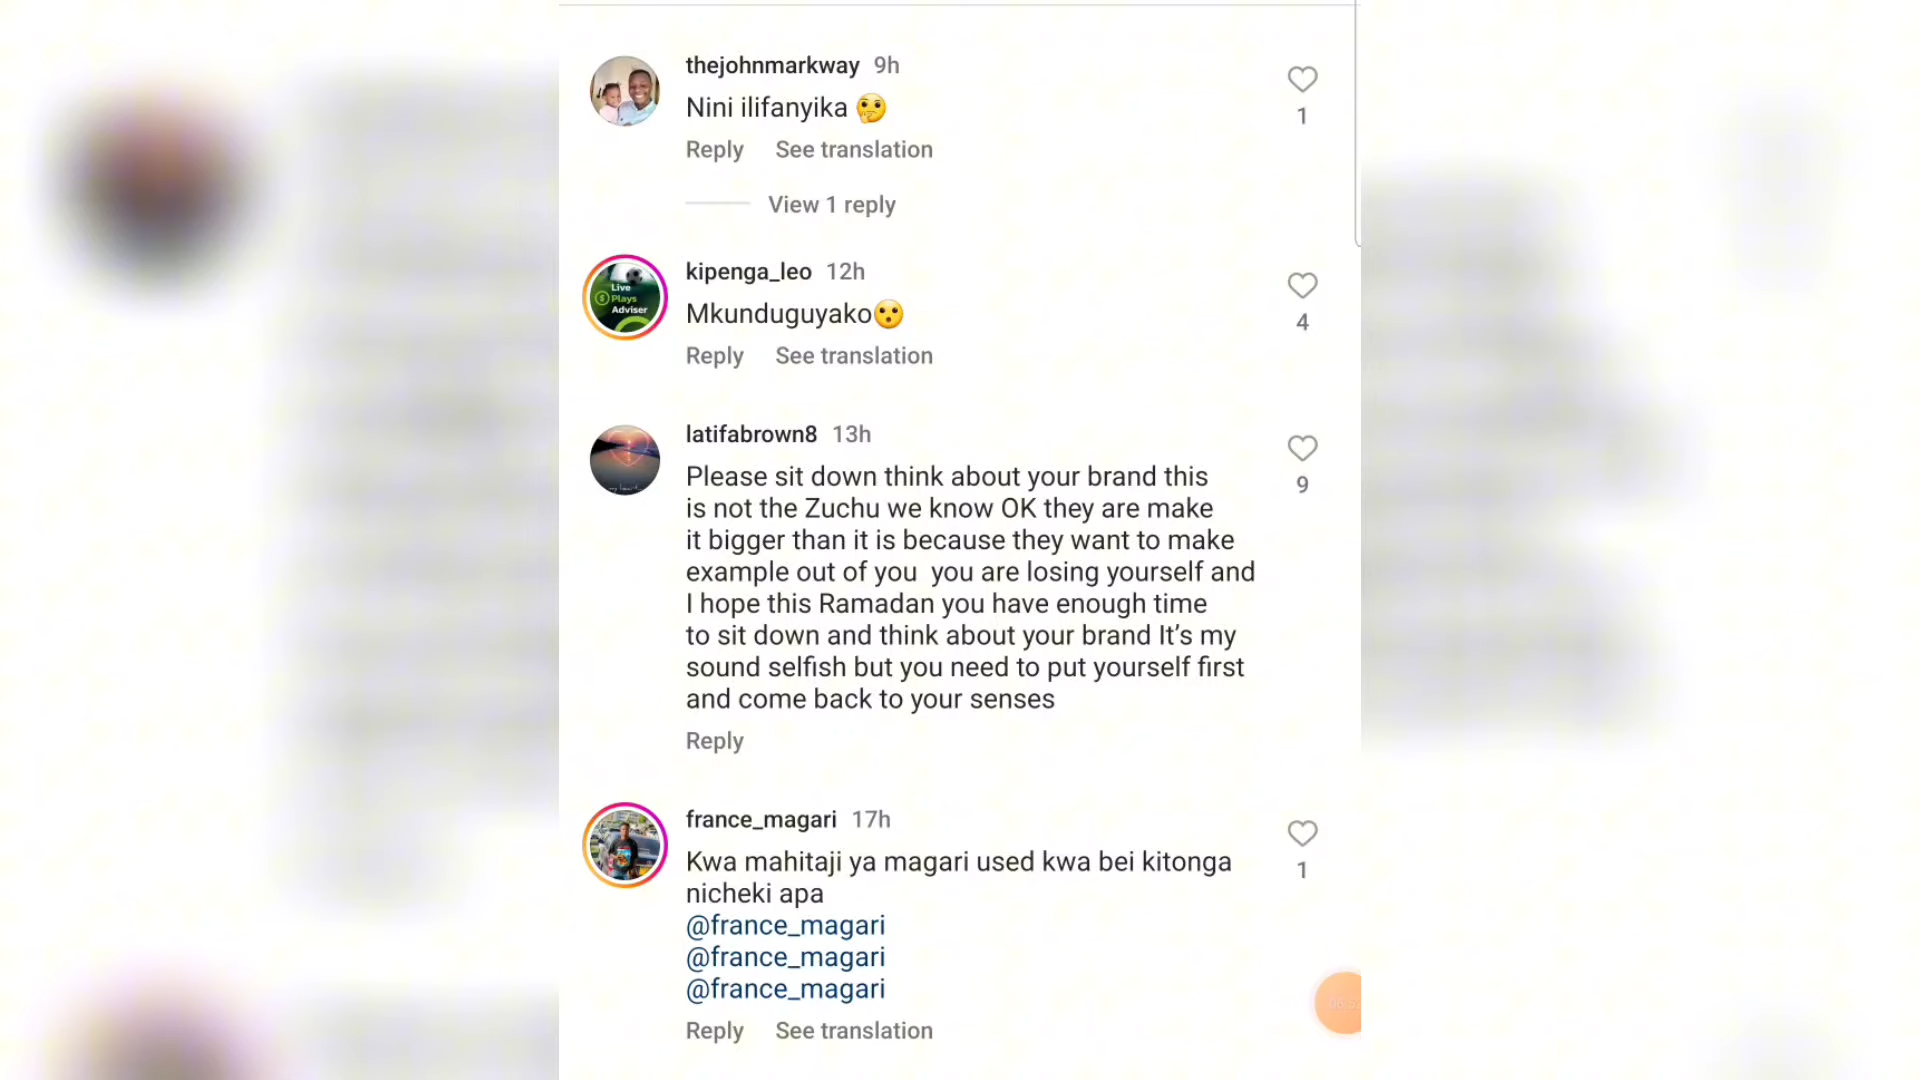 thejohnmarkway 9h
Nini ilifanyika 🤔
1
Reply See translation
View 1 reply
kipenga_leo 12h
Live
Plays
Adviser
Mkunduguyako😮
4
Reply See translation
latifabrown8 13h
Please sit down think about your brand this
is not the Zuchu we know OK they are make
it bigger than it is because they want to make
example out of you  you are losing yourself and
I hope this Ramadan you have enough time
to sit down and think about your brand It's my
sound selfish but you need to put yourself first
and come back to your senses
9
Reply
france_magari 17h
Kwa mahitaji ya magari used kwa bei kitonga
nicheki apa
@france_magari
@france_magari
@france_magari
1
Reply See translation